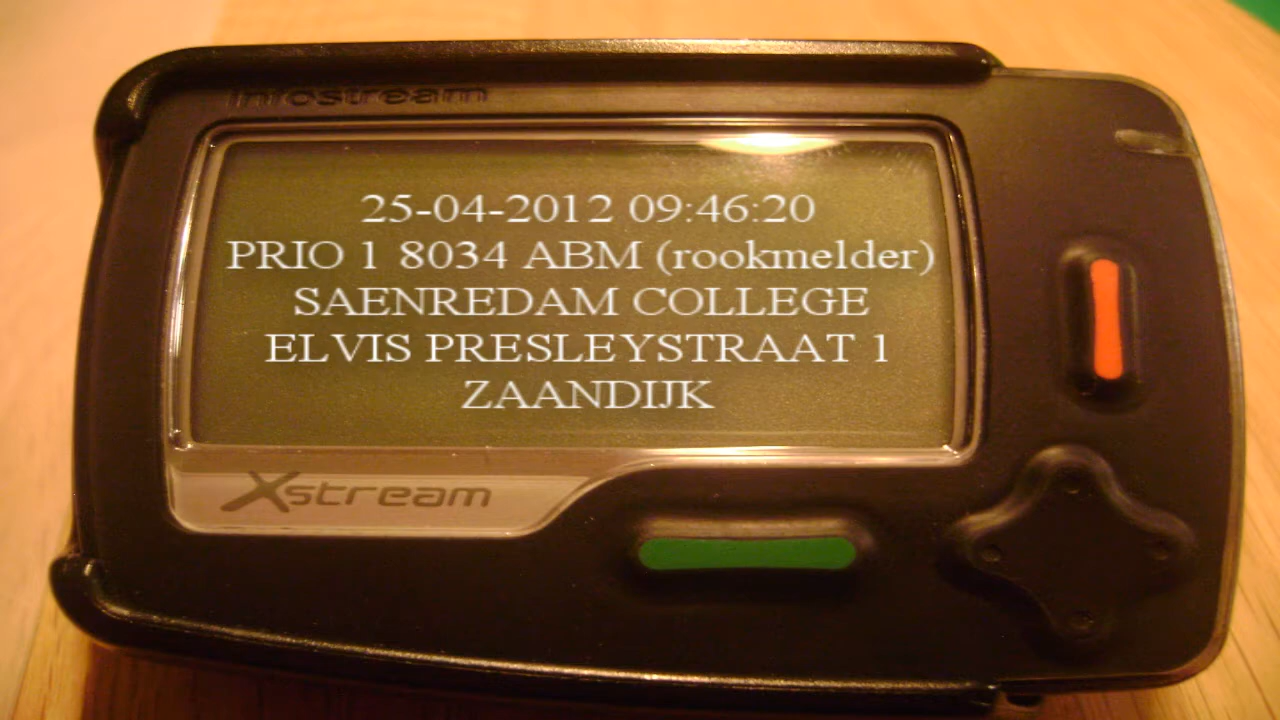 infostream
25-04-2012 09:46:20
PRIO 1 8034 ABM (rookmelder)
SAENREDAM COLLEGE
ELVIS PRESLEYSTRAAT 1
ZAANDIJK
Xstream